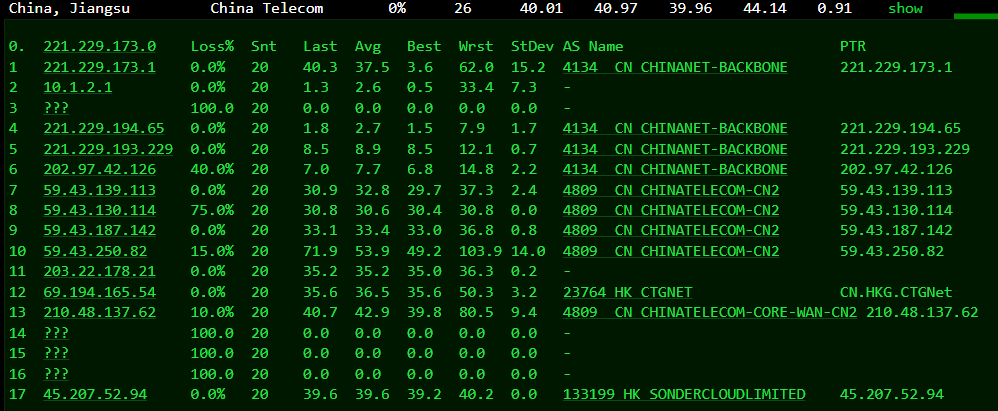 China, Jiangsu China Telecom 0% 26 40.01 40.97 39.96 44.14 0.91 show
0. 221.229.173.0 Loss% Snt Last Avg Best Wrst StDev AS Name PTR
1 221.229.173.1 0.0% 20 40.3 37.5 3.6 62.0 15.2 4134 CN CHINANET-BACKBONE 221.229.173.1
2 10.1.2.1 0.0% 20 1.3 2.6 0.5 33.4 7.3 -
3 ??? 100.0 20 0.0 0.0 0.0 0.0 0.0 -
4 221.229.194.65 0.0% 20 1.8 2.7 1.5 7.9 1.7 4134 CN CHINANET-BACKBONE 221.229.194.65
5 221.229.193.229 0.0% 20 8.5 8.9 8.5 12.1 0.7 4134 CN CHINANET-BACKBONE 221.229.193.229
6 202.97.42.126 40.0% 20 7.0 7.7 6.8 14.8 2.2 4134 CN CHINANET-BACKBONE 202.97.42.126
7 59.43.139.113 0.0% 20 30.9 32.8 29.7 37.3 2.4 4809 CN CHINATELECOM-CN2 59.43.139.113
8 59.43.130.114 75.0% 20 30.8 30.6 30.4 30.8 0.0 4809 CN CHINATELECOM-CN2 59.43.130.114
9 59.43.187.142 0.0% 20 33.1 33.4 33.0 36.8 0.8 4809 CN CHINATELECOM-CN2 59.43.187.142
10 59.43.250.82 15.0% 20 71.9 53.9 49.2 103.9 14.0 4809 CN CHINATELECOM-CN2 59.43.250.82
11 203.22.178.21 0.0% 20 35.2 35.2 35.0 36.3 0.2 -
12 69.194.165.54 0.0% 20 35.6 36.5 35.6 50.3 3.2 23764 HK CTGNET CN.HKG.CTGNet
13 210.48.137.62 10.0% 20 40.7 42.9 39.8 80.5 9.4 4809 CN CHINATELECOM-CORE-WAN-CN2 210.48.137.62
14 ??? 100.0 20 0.0 0.0 0.0 0.0 0.0 -
15 ??? 100.0 20 0.0 0.0 0.0 0.0 0.0 -
16 ??? 100.0 20 0.0 0.0 0.0 0.0 0.0 -
17 45.207.52.94 0.0% 20 39.6 39.6 39.2 40.2 0.0 133199 HK SONDERCLOUDLIMITED 45.207.52.94